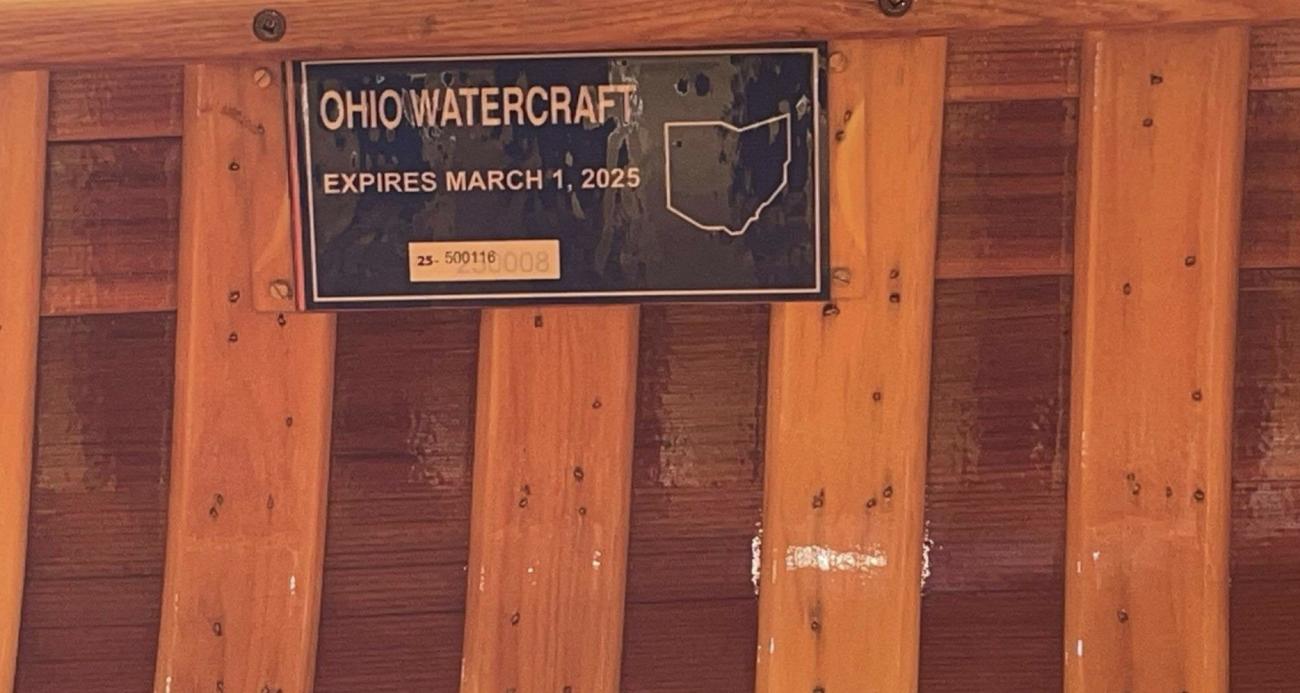 OHIO WATERCRAFT
EXPIRES MARCH 1, 2025
25- 500116